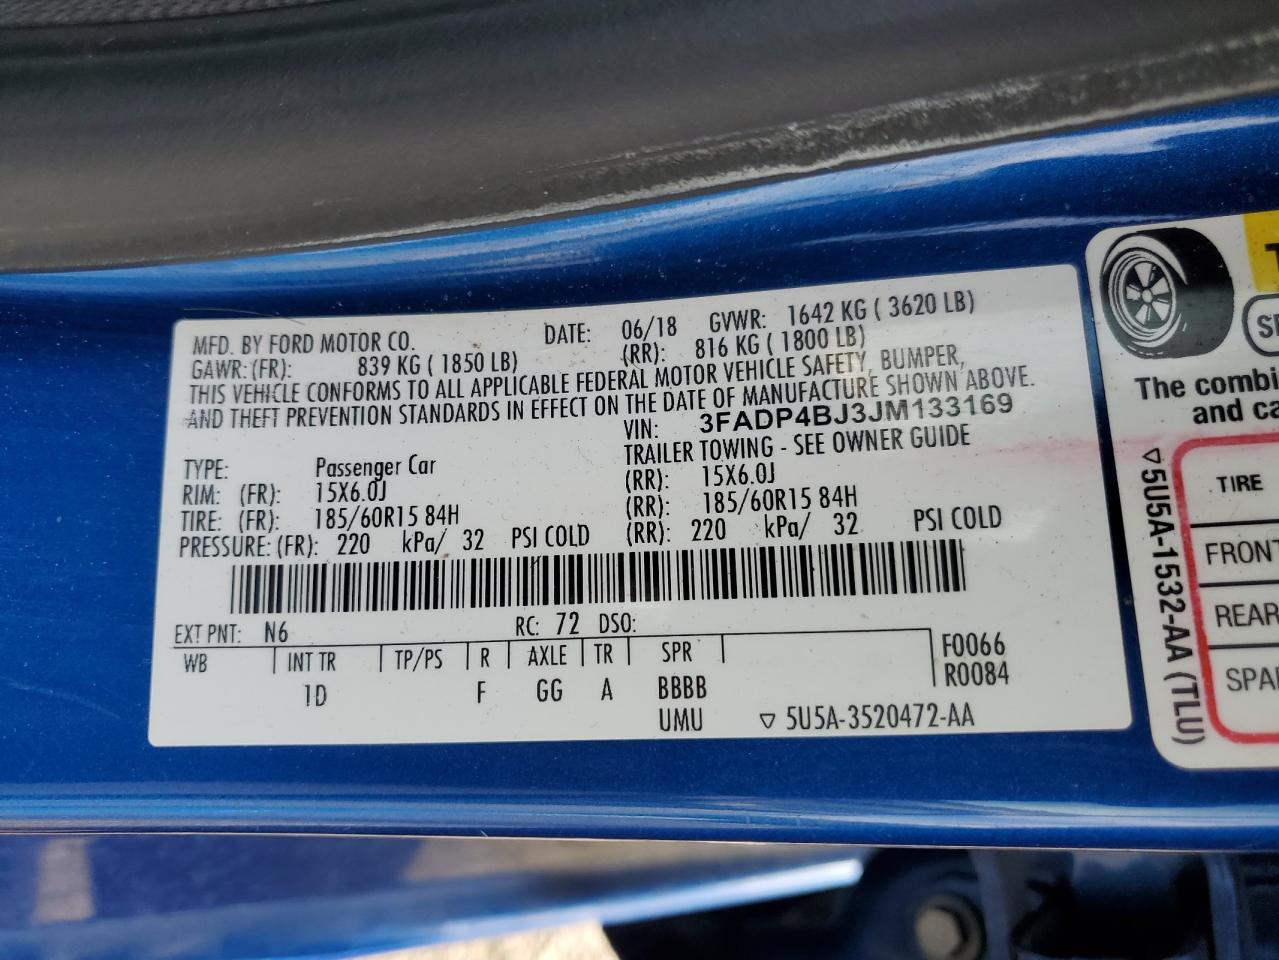 MFD. BY FORD MOTOR CO. DATE: 06/18 GVWR: 1642 KG ( 3620 LB)
GAWR: (FR): 839 KG ( 1850 LB) (RR): 816 KG ( 1800 LB)
THIS VEHICLE CONFORMS TO ALL APPLICABLE FEDERAL MOTOR VEHICLE SAFETY, BUMPER,
AND THEFT PREVENTION STANDARDS IN EFFECT ON THE DATE OF MANUFACTURE SHOWN ABOVE.
VIN: 3FADP4BJ3JM133169
TYPE: Passenger Car TRAILER TOWING - SEE OWNER GUIDE
RIM: (FR): 15X6.0J (RR): 15X6.0J
TIRE: (FR): 185/60R15 84H (RR): 185/60R15 84H
PRESSURE: (FR): 220 kPa/ 32 PSI COLD (RR): 220 kPa/ 32 PSI COLD
EXT PNT: N6 RC: 72 DSO:
WB INT TR TP/PS R AXLE TR SPR F0066
1D F GG A BBBB R0084
UMU ▽ 5U5A-3520472-AA
The combi
and ca
▽5U5A-1532-AA (TLU)
TIRE
FRONT
REAR
SPA